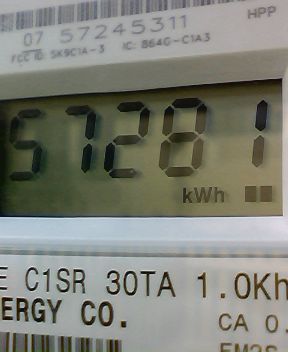 07 57245311 HPP
FCC ID: SK9C1A-3 IC: 864G-C1A3
57281
kWh
E C1SR 30TA 1.0Kh
ERGY CO.
CA 0.
EM2S